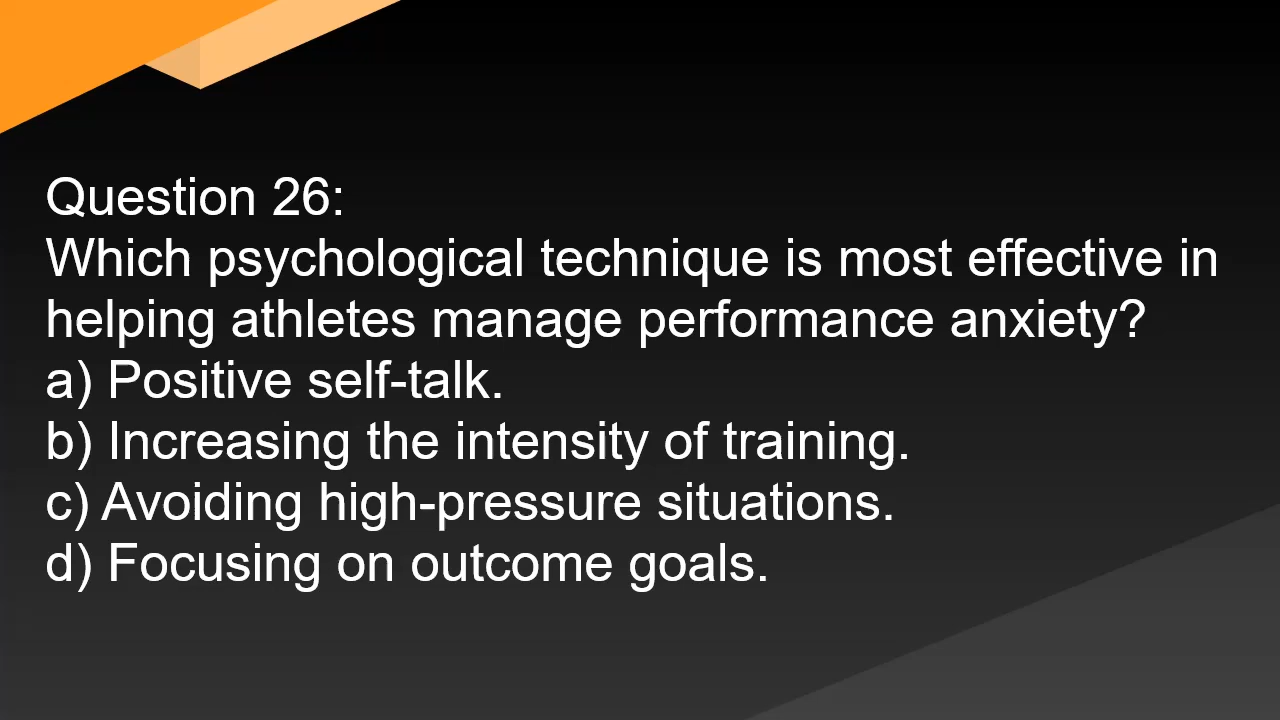 Question 26:
Which psychological technique is most effective in
helping athletes manage performance anxiety?
a) Positive self-talk.
b) Increasing the intensity of training.
c) Avoiding high-pressure situations.
d) Focusing on outcome goals.